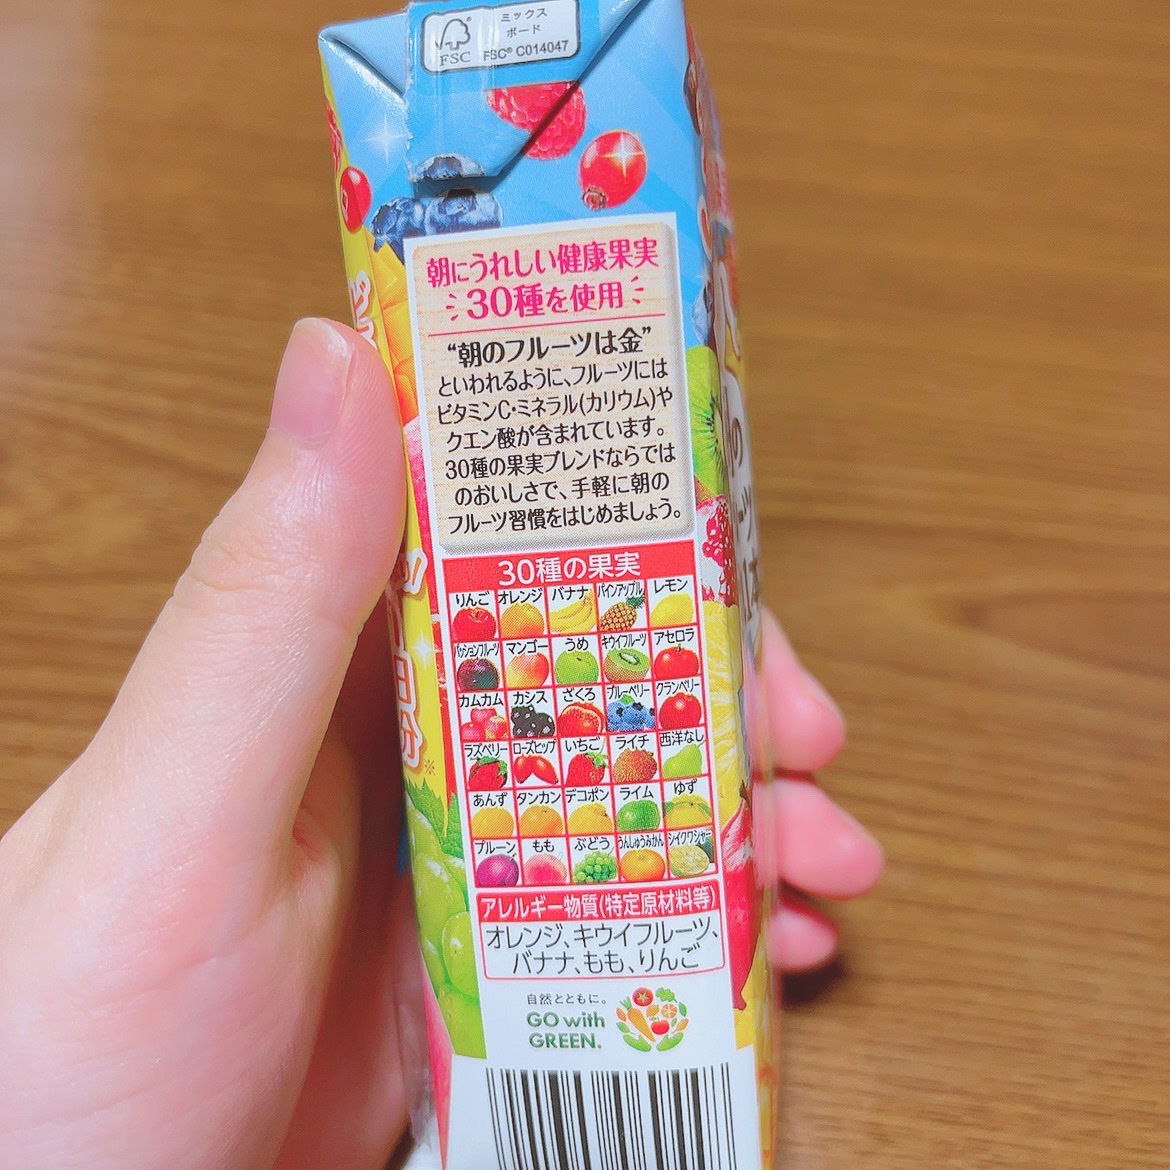 ミックス
ボード
FSC
FSC® C014047
朝にうれしい健康果実
30種を使用
“朝のフルーツは金”
といわれるように、フルーツには
ビタミンC・ミネラル(カリウム)や
クエン酸が含まれています。
30種の果実ブレンドならでは
のおいしさで、手軽に朝の
フルーツ習慣をはじめましょう。
30種の果実
りんご オレンジ バナナ パインアップル レモン
パッションフルーツ マンゴー うめ キウイフルーツ アセロラ
カムカム カシス ざくろ ブルーベリー クランベリー
ラズベリー ローズヒップ いちご ライチ 西洋なし
あんず タンカン デコポン ライム ゆず
プルーン もも ぶどう うんしゅうみかん シイクワシャー
アレルギー物質(特定原材料等)
オレンジ、キウイフルーツ、
バナナ、もも、りんご
自然とともに。
GO with
GREEN.
日分
※
の